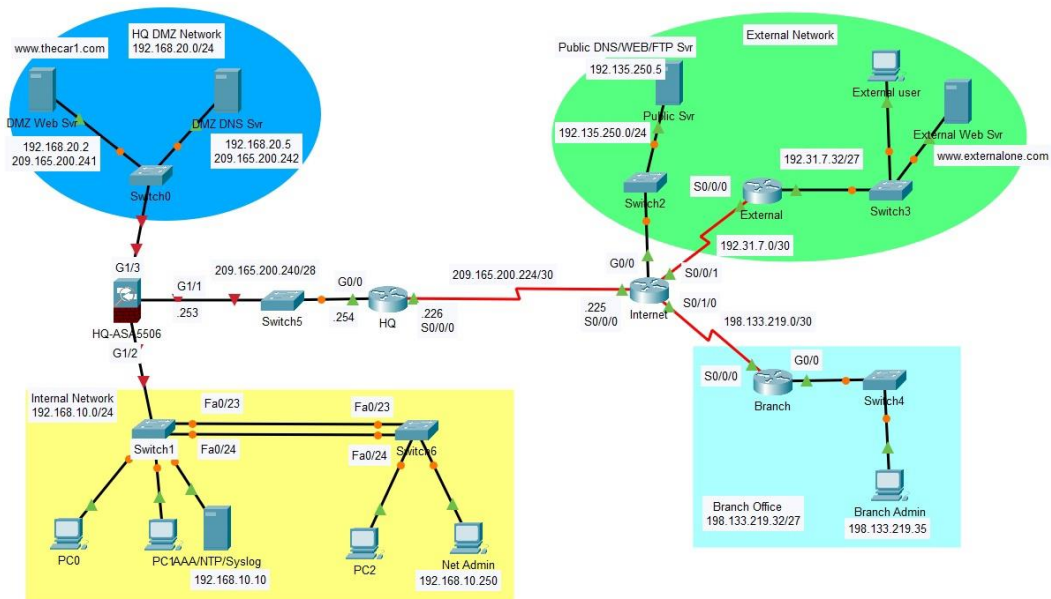 www.thecar1.com
HQ DMZ Network
192.168.20.0/24
DMZ Web Svr
DMZ DNS Svr
192.168.20.2
209.165.200.241
192.168.20.5
209.165.200.242
Switch0
Public DNS/WEB/FTP Svr
192.135.250.5
External Network
Public Svr
External user
External Web Svr
192.135.250.0/24
192.31.7.32/27
www.externalone.com
Switch2
S0/0/0
External
Switch3
192.31.7.0/30
G1/3
G1/1
209.165.200.240/28
G0/0
209.165.200.224/30
G0/0
S0/0/1
.253
HQ-ASA5506
Switch5
.254
HQ
.226
S0/0/0
.225
S0/0/0
Internet
S0/1/0
198.133.219.0/30
G1/2
S0/0/0
G0/0
Branch
Switch4
Internal Network
192.168.10.0/24
Fa0/23
Fa0/23
Switch1
Fa0/24
Fa0/24
Switch6
PC0
PC1
AAA/NTP/Syslog
192.168.10.10
PC2
Net Admin
192.168.10.250
Branch Office
198.133.219.32/27
Branch Admin
198.133.219.35